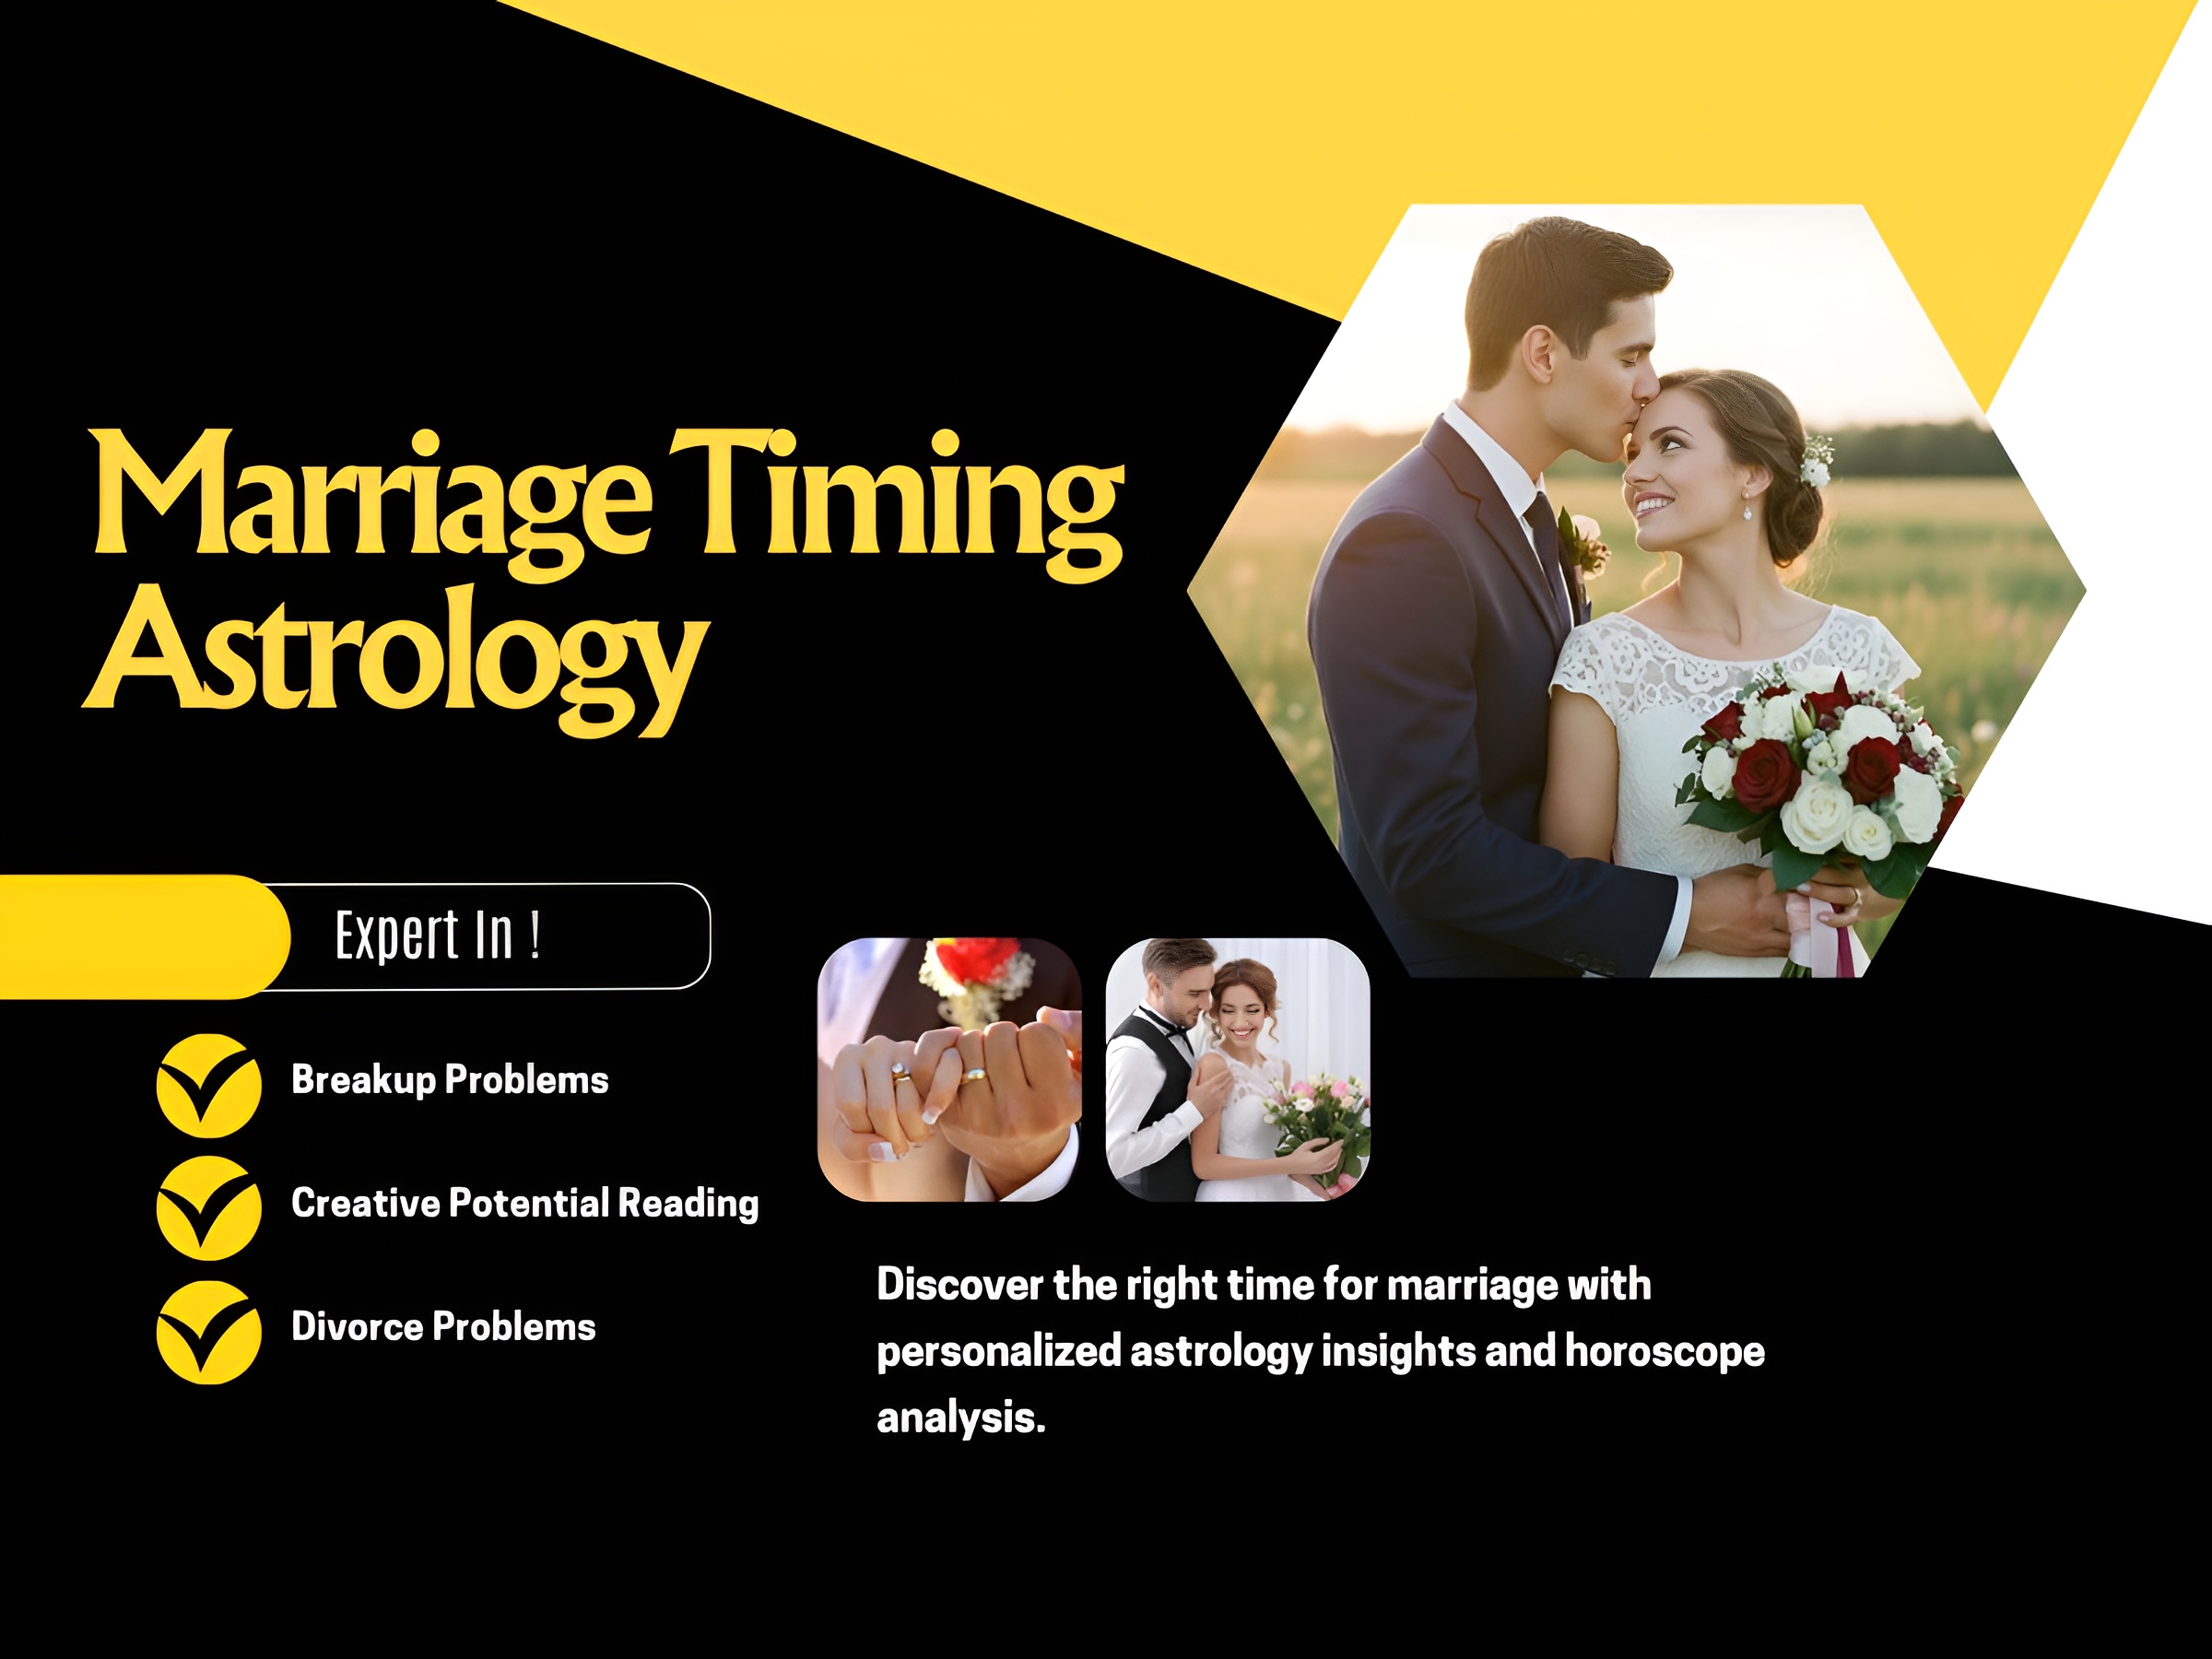 Marriage Timing
Astrology
Expert In !
Breakup Problems
Creative Potential Reading
Divorce Problems
Discover the right time for marriage with
personalized astrology insights and horoscope
analysis.